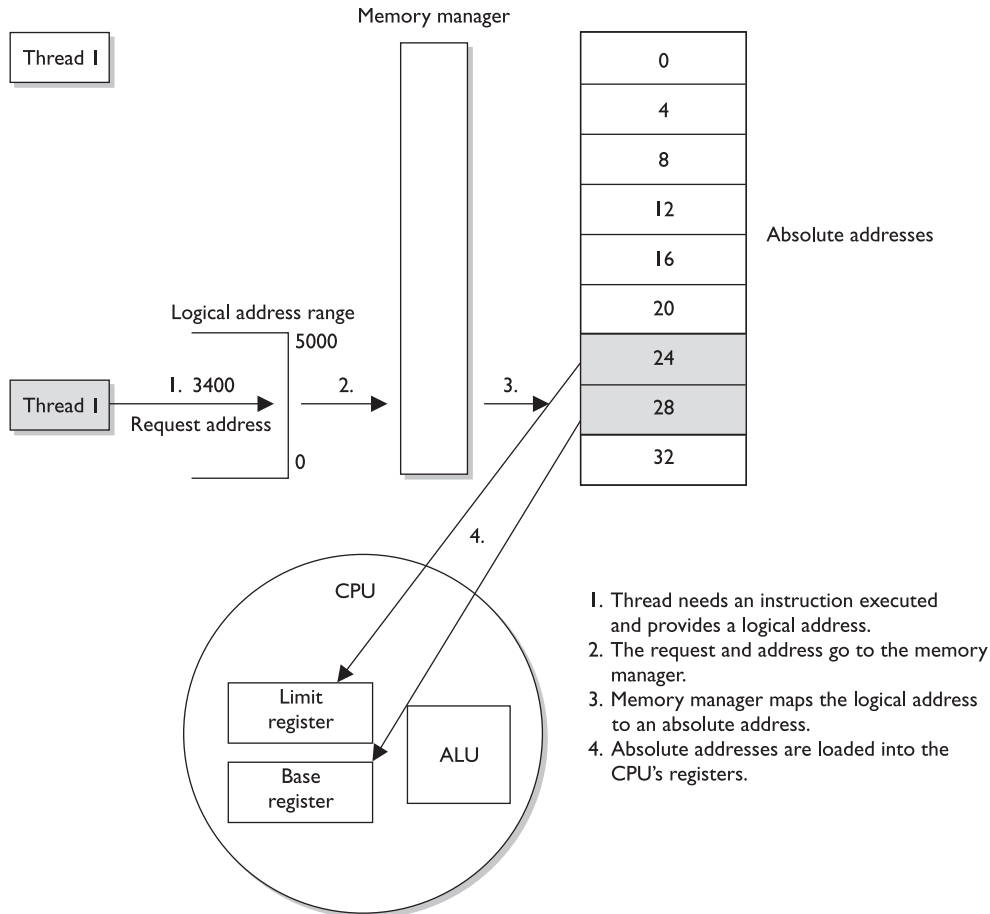 Memory manager
Thread 1
0
4
8
12
16
20
24
28
32
Absolute addresses
Logical address range
5000
Thread 1
1. 3400
Request address
0
2.
3.
4.
CPU
Limit
register
Base
register
ALU
1. Thread needs an instruction executed
and provides a logical address.
2. The request and address go to the memory
manager.
3. Memory manager maps the logical address
to an absolute address.
4. Absolute addresses are loaded into the
CPU's registers.